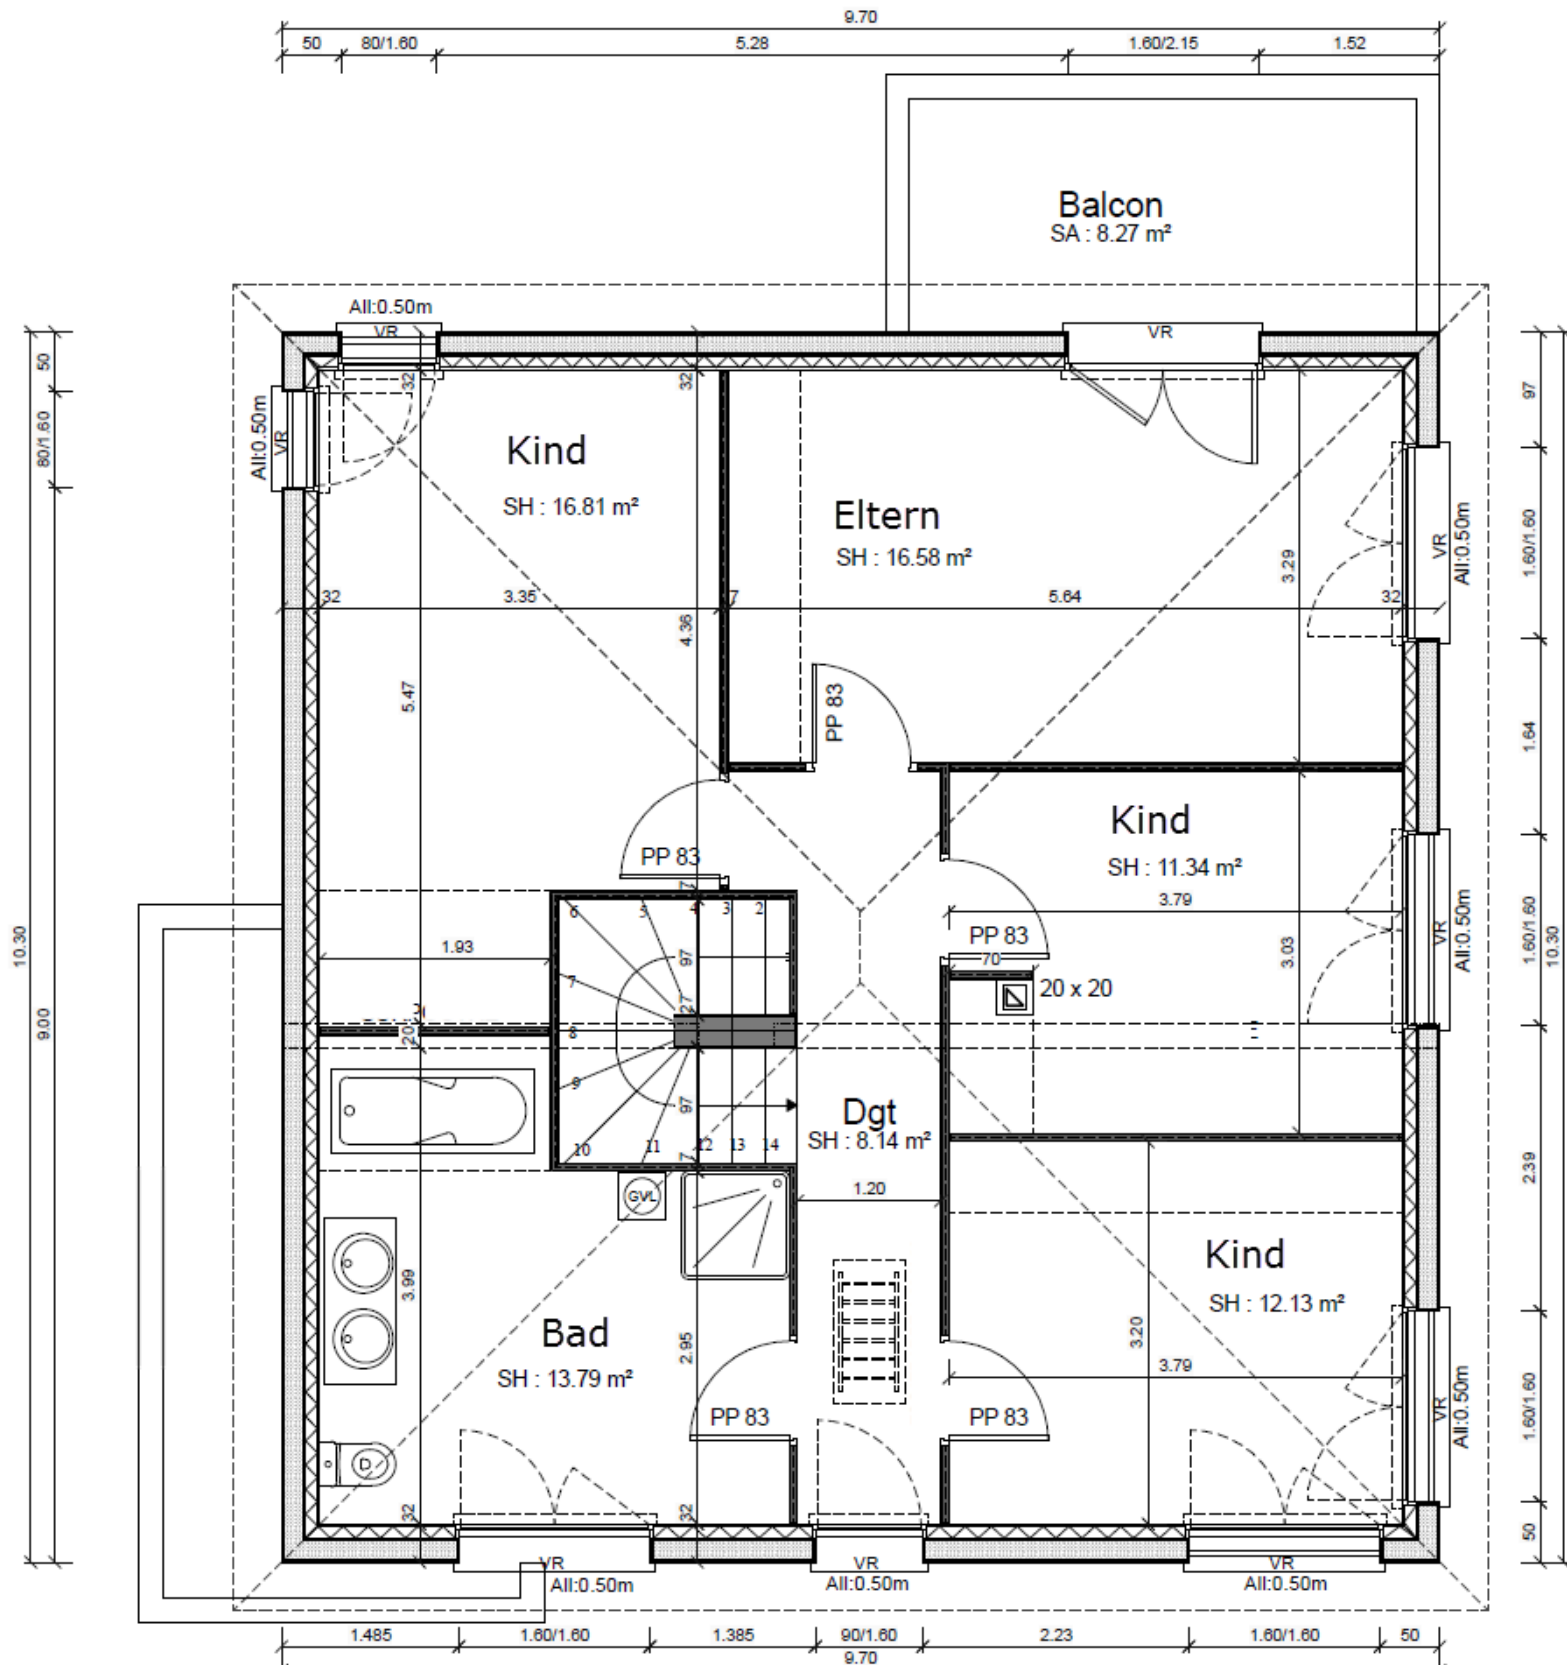 9.70
50 80/1.60 5.28 1.60/2.15 1.52
Balcon
SA : 8.27 m²
All:0.50m
VR
VR
50
80/1.60
9.00
10.30
All:0.50m
VR
32
32
Kind
SH : 16.81 m²
Eltern
SH : 16.58 m²
97
1.60/1.60
1.64
1.60/1.60
10.30
2.39
1.60/1.60
50
VR
All:0.50m
3.29
32 3.35 7 5.64 32
4.36
5.47
PP 83
Kind
SH : 11.34 m²
3.79
PP 83
7
PP 83
70
20 x 20
3.03
VR
All:0.50m
1.93
6 5 4 3 2
7
8
9
10 11 12 13 14
97
27
97
7
20
Dgt
SH : 8.14 m²
1.20
GVL
3.99
2.95
Bad
SH : 13.79 m²
Kind
SH : 12.13 m²
3.20
3.79
PP 83
PP 83
VR
All:0.50m
32
32
VR
All:0.50m
VR
All:0.50m
VR
All:0.50m
1.485 1.60/1.60 1.385 90/1.60 2.23 1.60/1.60 50
9.70